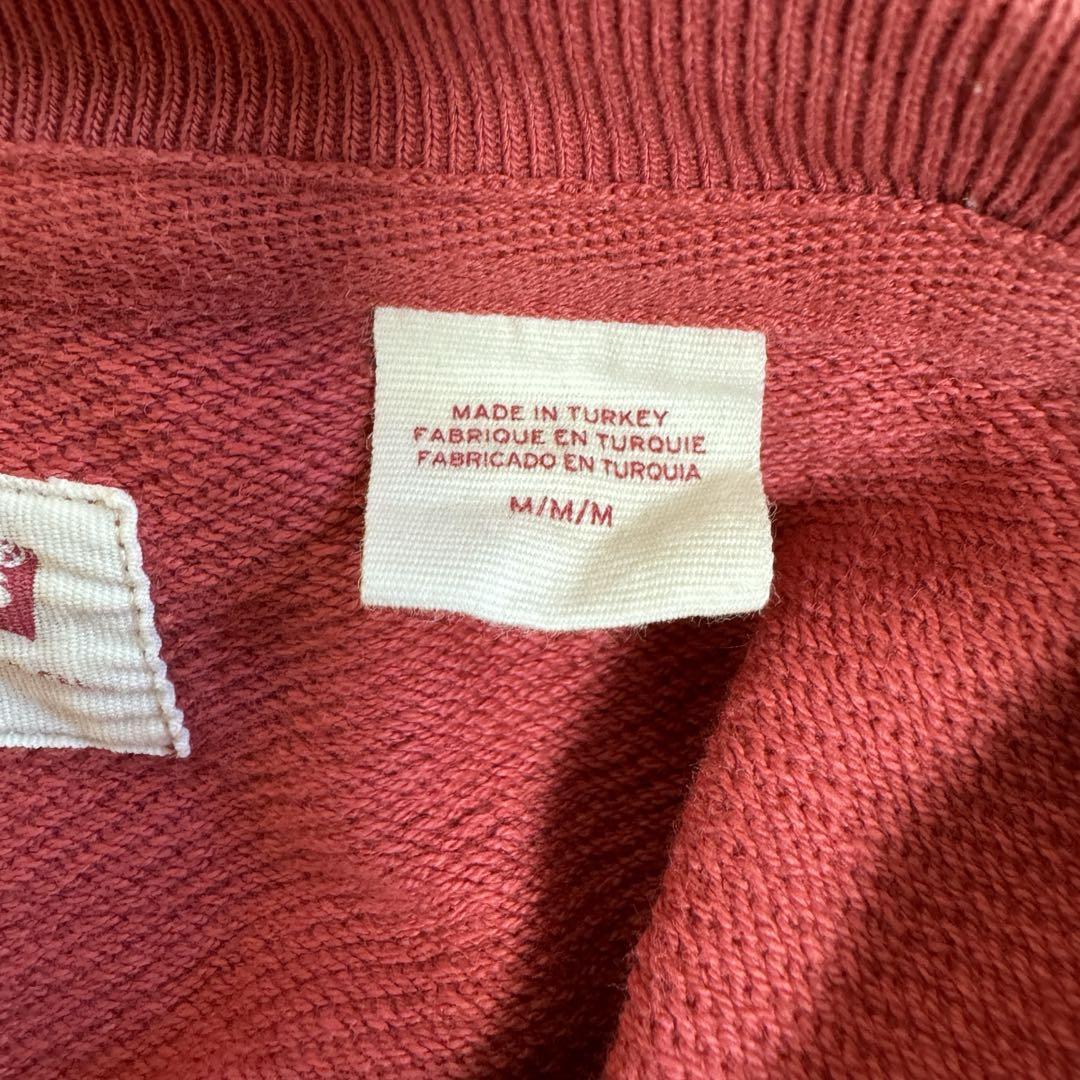 MADE IN TURKEY
FABRIQUE EN TURQUIE
FABRICADO EN TURQUIA
M/M/M